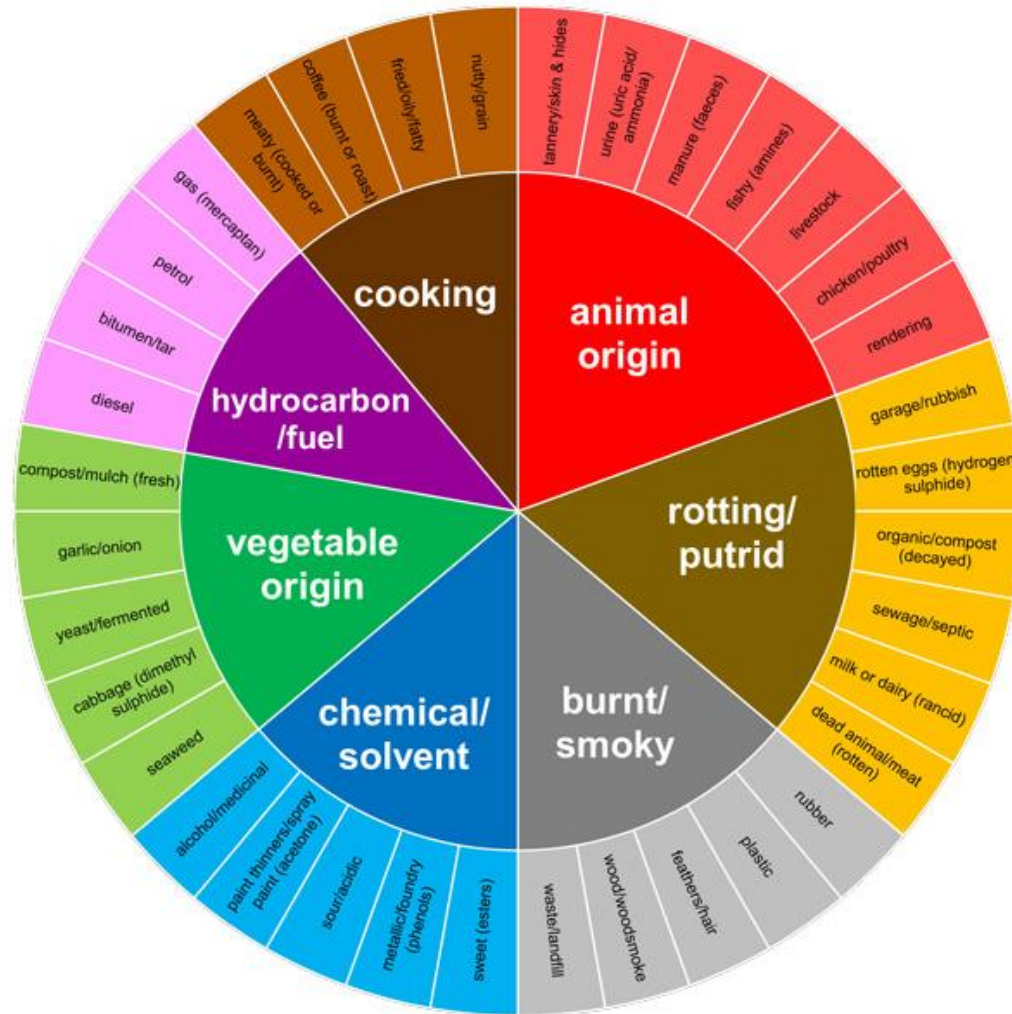 cooking
animal
origin
hydrocarbon
/fuel
rotting/
putrid
vegetable
origin
chemical/
solvent
burnt/
smoky
tannery/skin & hides
urine (uric acid/
ammonia)
manure (faeces)
fishy (amines)
livestock
chicken/poultry
rendering
garage/rubbish
rotten eggs (hydrogen
sulphide)
organic/compost
(decayed)
sewage/septic
milk or dairy (rancid)
dead animal/meat
(rotten)
rubber
plastic
feathers/hair
wood/woodsmoke
waste/landfill
sweet (esters)
metallic/foundry
(phenols)
sour/acidic
paint thinners/spray
paint (acetone)
alcohol/medicinal
seaweed
cabbage (dimethyl
sulphide)
yeast/fermented
garlic/onion
compost/mulch (fresh)
diesel
bitumen/tar
petrol
gas (mercaptan)
meaty (cooked or
burnt)
coffee (burnt or roast)
fried/oily/fatty
nutty/grain